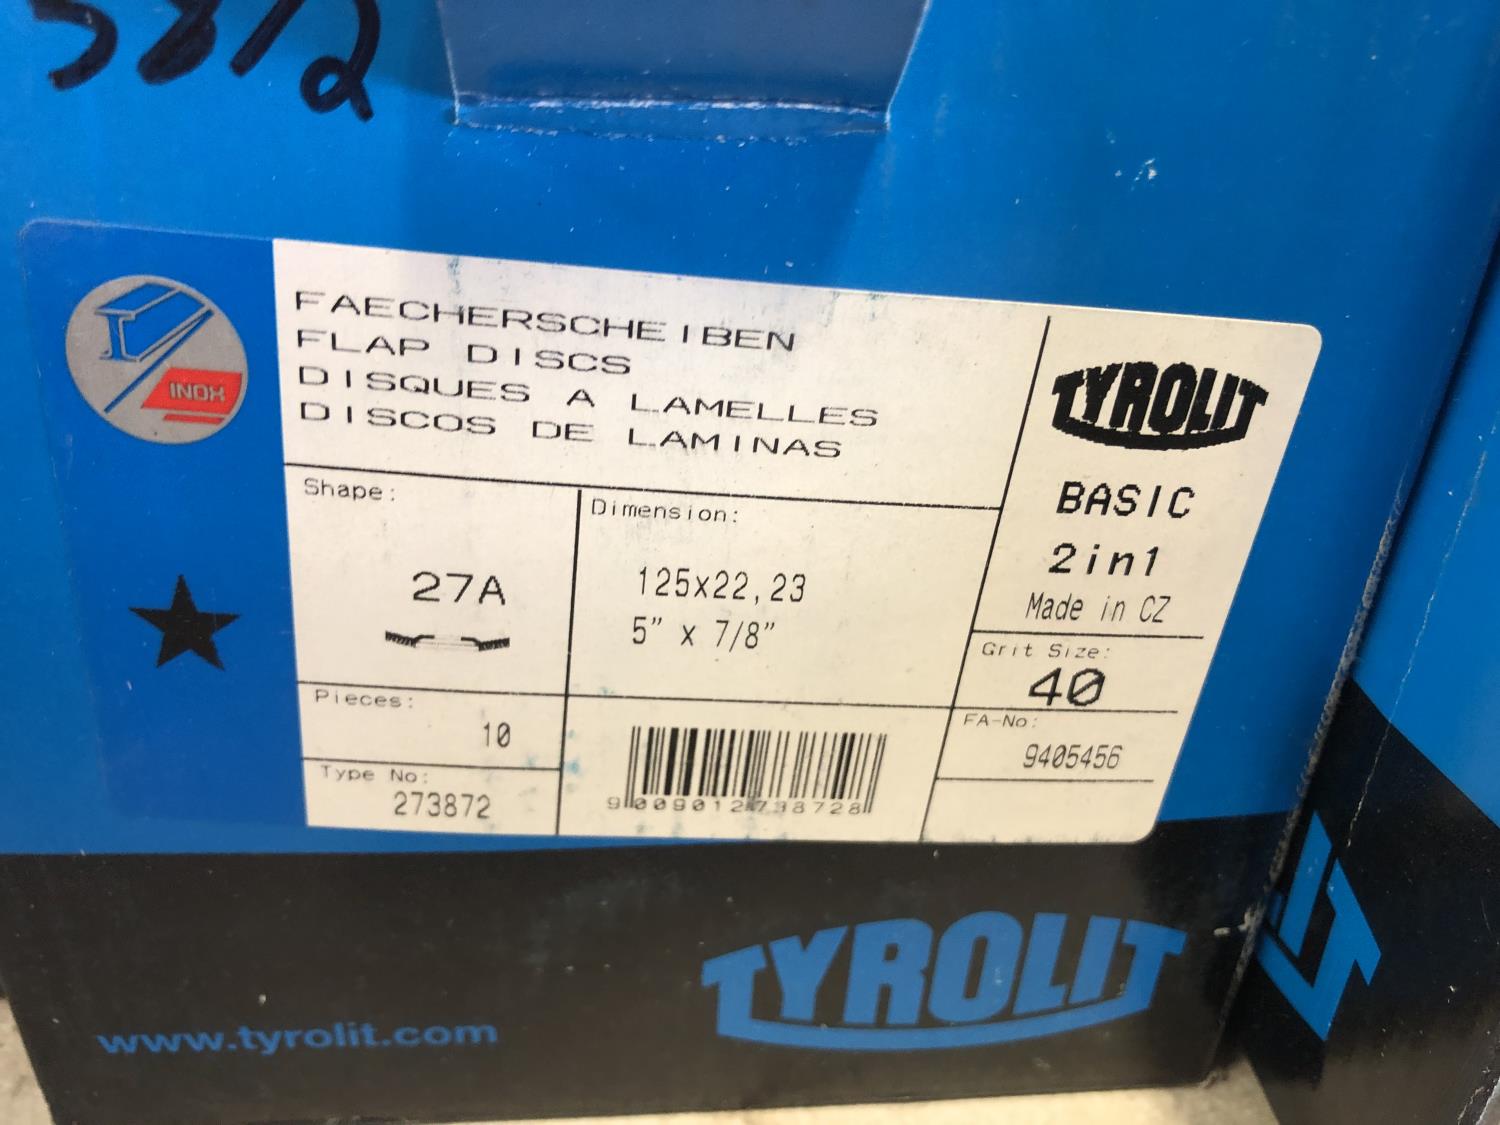 5872
INOX
FAECHERSCHEIBEN
FLAP DISCS
DISQUES A LAMELLES
DISCOS DE LAMINAS
TYROLIT
BASIC
2in1
Made in CZ
Shape:
27A
Dimension:
125x22,23
5" x 7/8"
Grit Size:
40
Pieces:
10
FA-No:
9405456
Type No:
273872
9009012738728
TYROLIT
www.tyrolit.com